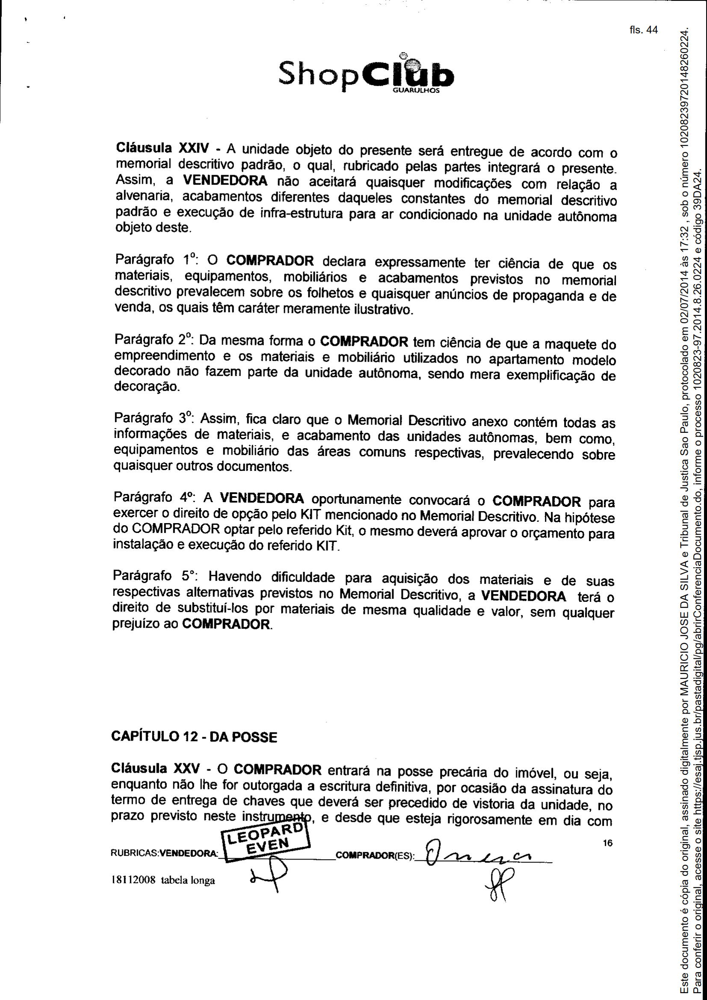 fls. 44
ShopClub
GUARULHOS
Cláusula XXIV - A unidade objeto do presente será entregue de acordo com o
memorial descritivo padrão, o qual, rubricado pelas partes integrará o presente.
Assim, a VENDEDORA não aceitará quaisquer modificações com relação a
alvenaria, acabamentos diferentes daqueles constantes do memorial descritivo
padrão e execução de infra-estrutura para ar condicionado na unidade autônoma
objeto deste.
Parágrafo 1º: O COMPRADOR declara expressamente ter ciência de que os
materiais, equipamentos, mobiliários e acabamentos previstos no memorial
descritivo prevalecem sobre os folhetos e quaisquer anúncios de propaganda e de
venda, os quais têm caráter meramente ilustrativo.
Parágrafo 2º: Da mesma forma o COMPRADOR tem ciência de que a maquete do
empreendimento e os materiais e mobiliário utilizados no apartamento modelo
decorado não fazem parte da unidade autônoma, sendo mera exemplificação de
decoração.
Parágrafo 3º: Assim, fica claro que o Memorial Descritivo anexo contém todas as
informações de materiais, e acabamento das unidades autônomas, bem como,
equipamentos e mobiliário das áreas comuns respectivas, prevalecendo sobre
quaisquer outros documentos.
Parágrafo 4º: A VENDEDORA oportunamente convocará o COMPRADOR para
exercer o direito de opção pelo KIT mencionado no Memorial Descritivo. Na hipótese
do COMPRADOR optar pelo referido Kit, o mesmo deverá aprovar o orçamento para
instalação e execução do referido KIT.
Parágrafo 5°: Havendo dificuldade para aquisição dos materiais e de suas
respectivas alternativas previstos no Memorial Descritivo, a VENDEDORA terá o
direito de substituí-los por materiais de mesma qualidade e valor, sem qualquer
prejuízo ao COMPRADOR.
CAPÍTULO 12 - DA POSSE
Cláusula XXV - O COMPRADOR entrará na posse precária do imóvel, ou seja,
enquanto não lhe for outorgada a escritura definitiva, por ocasião da assinatura do
termo de entrega de chaves que deverá ser precedido de vistoria da unidade, no
prazo previsto neste instrumento, e desde que esteja rigorosamente em dia com
LEOPARD
EVEN
16
RUBRICAS:VENDEDORA: COMPRADOR(ES):
18112008 tabela longa
Este documento é cópia do original, assinado digitalmente por MAURICIO JOSE DA SILVA e Tribunal de Justica Sao Paulo, protocolado em 02/07/2014 às 17:32 , sob o número 10208239720148260224.
Para conferir o original, acesse o site https://esaj.tjsp.jus.br/pastadigital/pg/abrirConferenciaDocumento.do, informe o processo 1020823-97.2014.8.26.0224 e código 39DA24.